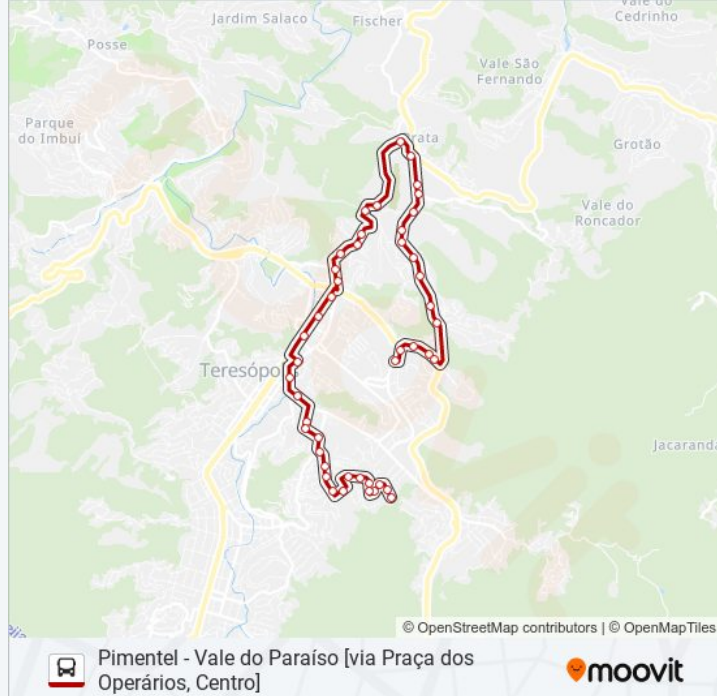 Vale do
Cedrinho
Jardim Salaco
Fischer
Posse
Vale São
Fernando
Parque
do Imbuí
Prata
Grotão
Vale do
Roncador
Teresópolis
Jacaranda
© OpenStreetMap contributors | © OpenMapTiles
Pimentel - Vale do Paraíso [via Praça dos
Operários, Centro]
moovit